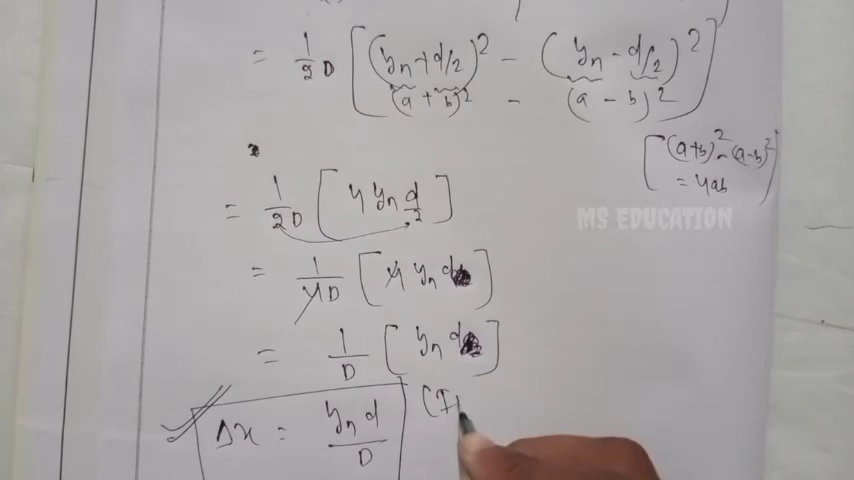 = 1/2D [(yn+d/2)² - (yn-d/2)²]
(a+b)² - (a-b)²
[(a+b)²-(a-b)²
=4ab]
= 1/2D [4 yn d/2]
MS EDUCATION
= 1/4D [4 yn d]
= 1/D [yn d]
Δx = yn d/D